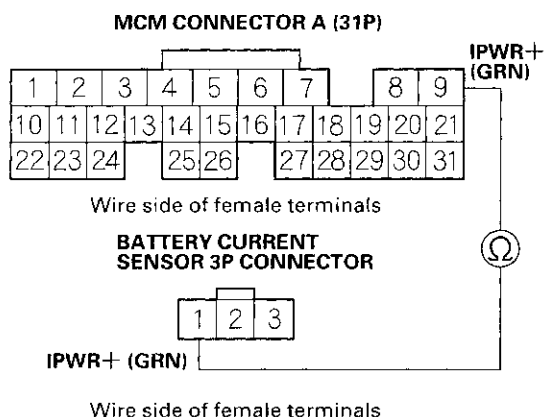 MCM CONNECTOR A (31P)
IPWR+
(GRN)
1 2 3 4 5 6 7 8 9
10 11 12 13 14 15 16 17 18 19 20 21
22 23 24 25 26 27 28 29 30 31
Wire side of female terminals
BATTERY CURRENT
SENSOR 3P CONNECTOR
Ω
1 2 3
IPWR+ (GRN)
Wire side of female terminals